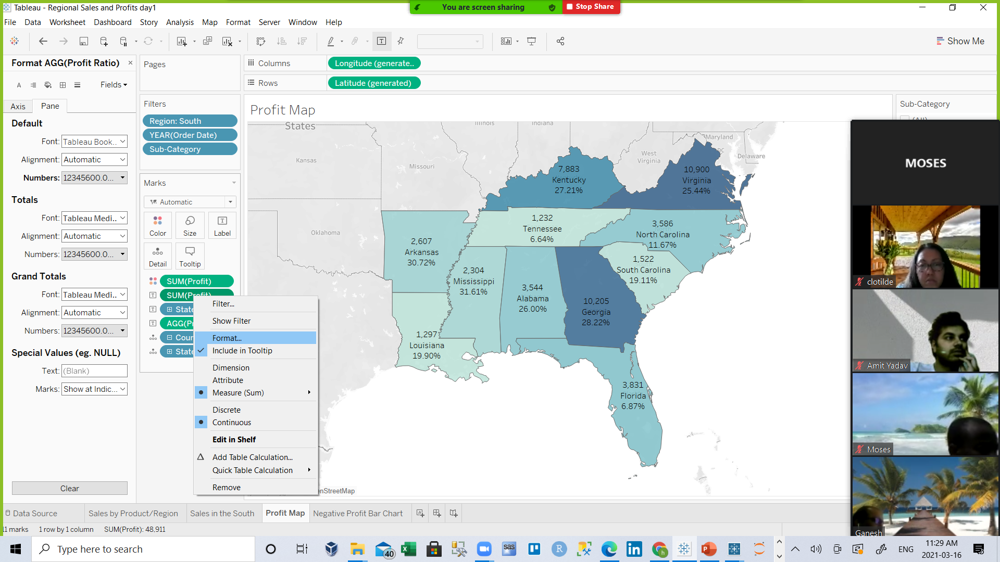 Tableau - Regional Sales and Profits day1
You are screen sharing
Stop Share
File Data Worksheet Dashboard Story Analysis Map Format Server Window Help
Show Me
Format AGG(Profit Ratio)
Fields
Axis
Pane
Default
Font: Tableau Book..
Alignment: Automatic
Numbers: 12345600.0...
Totals
Font: Tableau Medi..
Alignment: Automatic
Numbers: 12345600.0...
Grand Totals
Font: Tableau Medi..
Alignment: Automatic
Numbers: 12345600.0...
Special Values (eg. NULL)
Text: (Blank)
Marks: Show at Indic...
Clear
Pages
Filters
Region: South
YEAR(Order Date)
Sub-Category
Marks
Automatic
Color
Size
Label
Detail
Tooltip
SUM(Profit)
SUM(Profit)
State
AGG(P
Coun
State
Filter...
Show Filter
Format...
Include in Tooltip
Dimension
Attribute
Measure (Sum)
Discrete
Continuous
Edit in Shelf
Add Table Calculation...
Quick Table Calculation
Remove
Columns
Longitude (generate..
Rows
Latitude (generated)
Profit Map
States
Illinois
Indiana
Maryland
DC
Delaware
West
Virginia
Kansas
Missouri
Oklahoma
7,883
Kentucky
27.21%
10,900
Virginia
25.44%
1,232
Tennessee
6.64%
3,586
North Carolina
11.67%
2,607
Arkansas
30.72%
1,522
South Carolina
19.11%
2,304
Mississippi
31.61%
3,544
Alabama
26.00%
10,205
Georgia
28.22%
1,297
Louisiana
19.90%
3,831
Florida
6.87%
enStreetMap
Sub-Category
(All)
MOSES
clotilde
Amit Yadav
Moses
Ganesh
Data Source
Sales by Product/Region
Sales in the South
Profit Map
Negative Profit Bar Chart
11 marks
1 row by 1 column
SUM(Profit): 48,911
Type here to search
40
sas
R
h
P
ENG
11:29 AM
2021-03-16